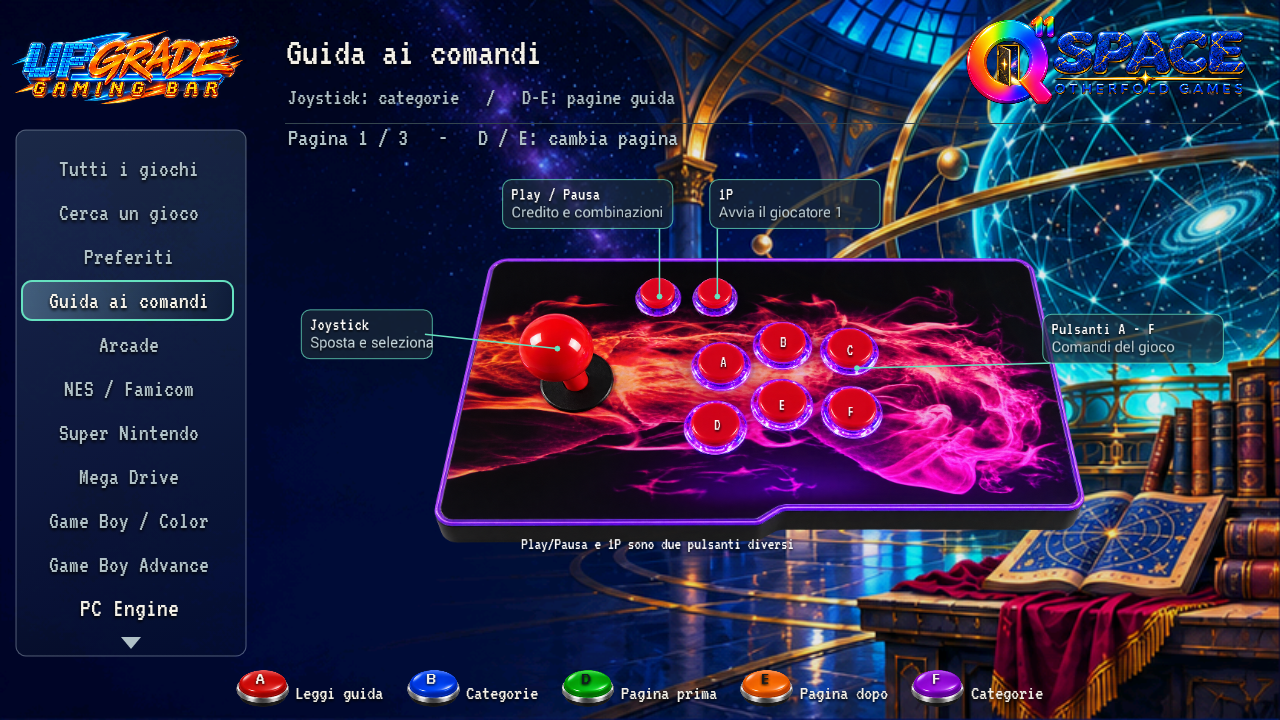 UPGRADE
GAMING BAR
Guida ai comandi
Joystick: categorie / D-E: pagine guida
Pagina 1 / 3 - D / E: cambia pagina
Q11 SPACE
OTHERFOLD GAMES
Tutti i giochi
Cerca un gioco
Preferiti
Guida ai comandi
Arcade
NES / Famicom
Super Nintendo
Mega Drive
Game Boy / Color
Game Boy Advance
PC Engine
Play / Pausa
Credito e combinazioni
1P
Avvia il giocatore 1
Joystick
Sposta e seleziona
Pulsanti A - F
Comandi del gioco
A
B
C
D
E
F
Play/Pausa e 1P sono due pulsanti diversi
A Leggi guida
B Categorie
D Pagina prima
E Pagina dopo
F Categorie